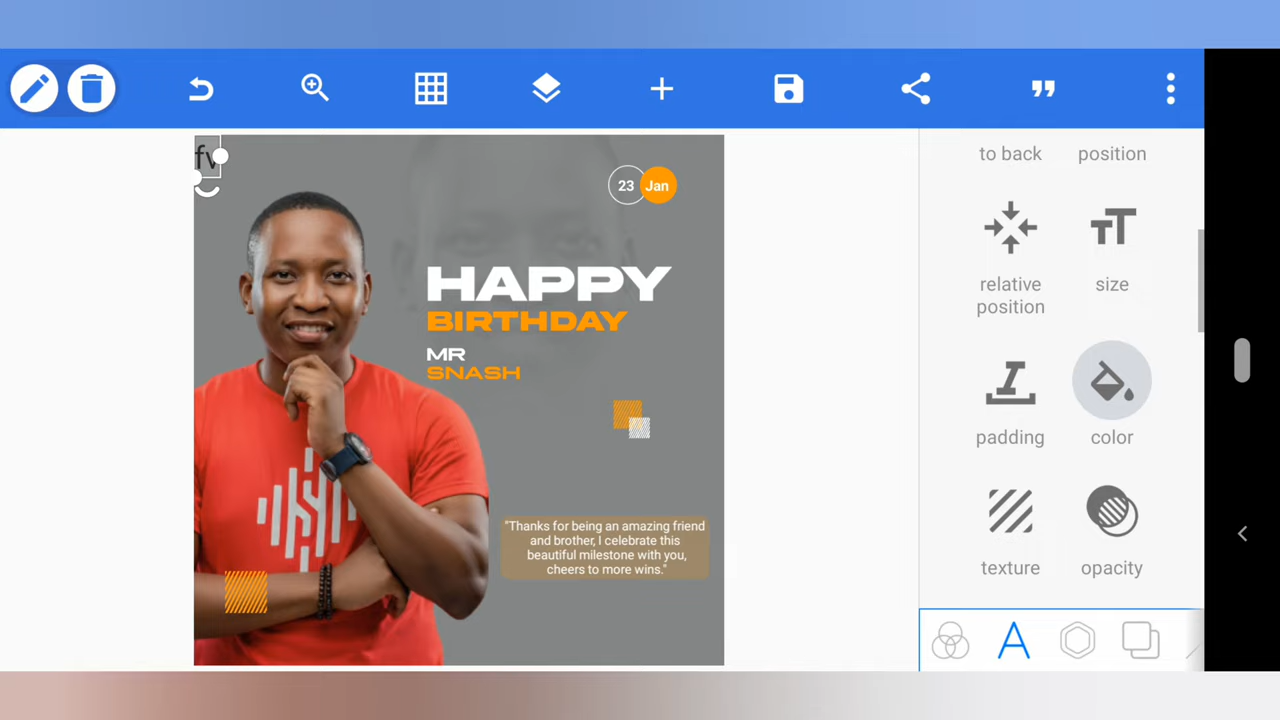 fv
23 Jan
HAPPY
BIRTHDAY
MR
SNASH
"Thanks for being an amazing friend
and brother, I celebrate this
beautiful milestone with you,
cheers to more wins."
to back
position
relative
position
size
padding
color
texture
opacity